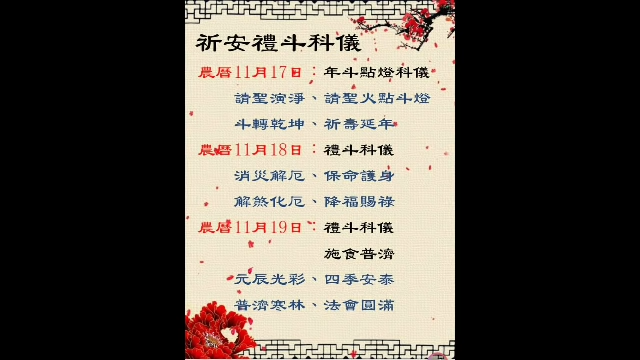 祈安禮斗科儀
農曆11月17日：年斗點燈科儀
請聖演淨、請聖火點斗燈
斗轉乾坤、祈壽延年
農曆11月18日：禮斗科儀
消災解厄、保命護身
解煞化厄、降福賜祿
農曆11月19日：禮斗科儀
施食普濟
元辰光彩、四季安泰
普濟寒林、法會圓滿